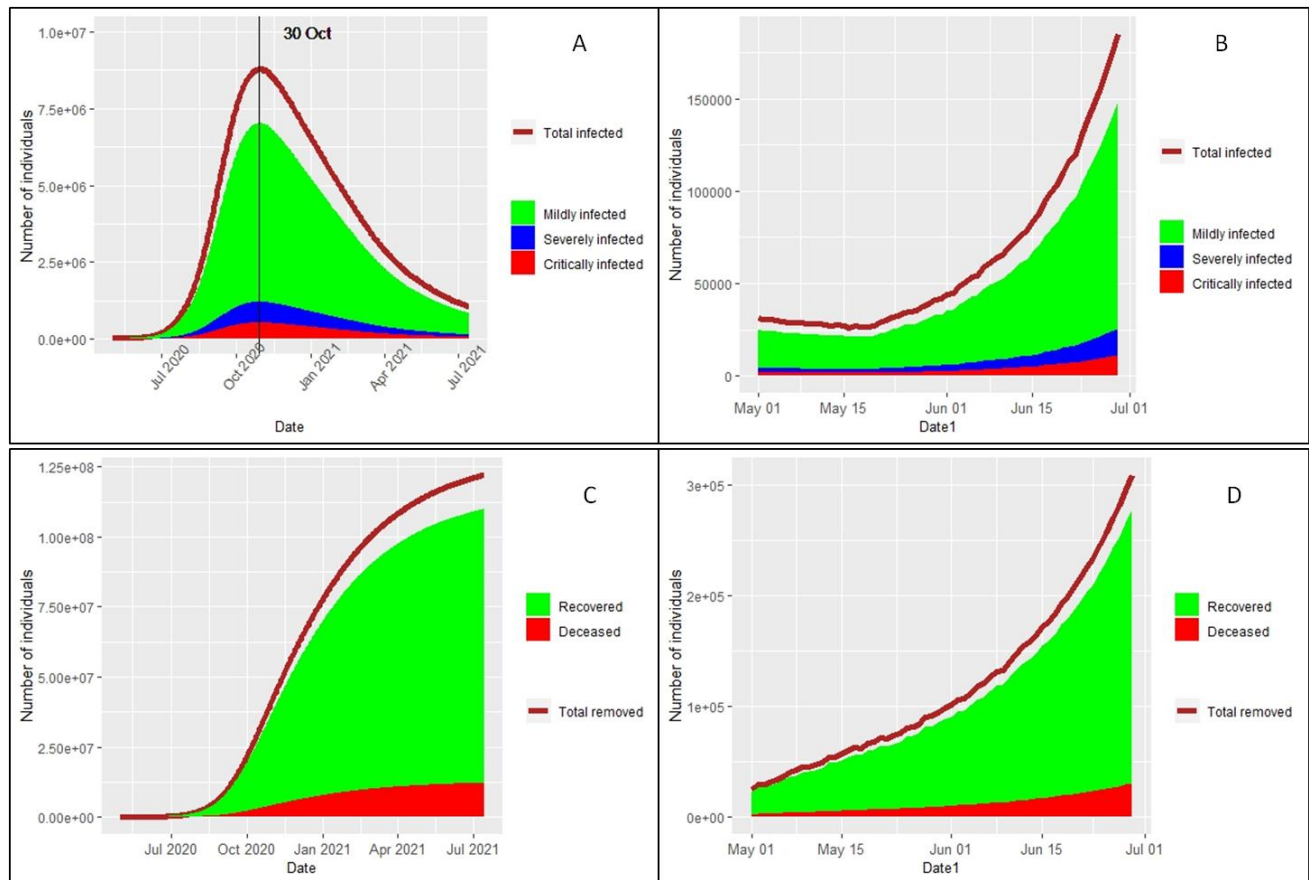 1.0e+07
7.5e+06
5.0e+06
2.5e+06
0.0e+00
Number of individuals
30 Oct
A
Total infected
Mildly infected
Severely infected
Critically infected
Jul 2020
Oct 2020
Jan 2021
Apr 2021
Jul 2021
Date
150000
100000
50000
0
Number of individuals
B
Total infected
Mildly infected
Severely infected
Critically infected
May 01
May 15
Jun 01
Jun 15
Jul 01
Date1
1.25e+08
1.00e+08
7.50e+07
5.00e+07
2.50e+07
0.00e+00
Number of individuals
C
Recovered
Deceased
Total removed
Jul 2020
Oct 2020
Jan 2021
Apr 2021
Jul 2021
Date
3e+05
2e+05
1e+05
0e+00
Number of individuals
D
Recovered
Deceased
Total removed
May 01
May 15
Jun 01
Jun 15
Jul 01
Date1